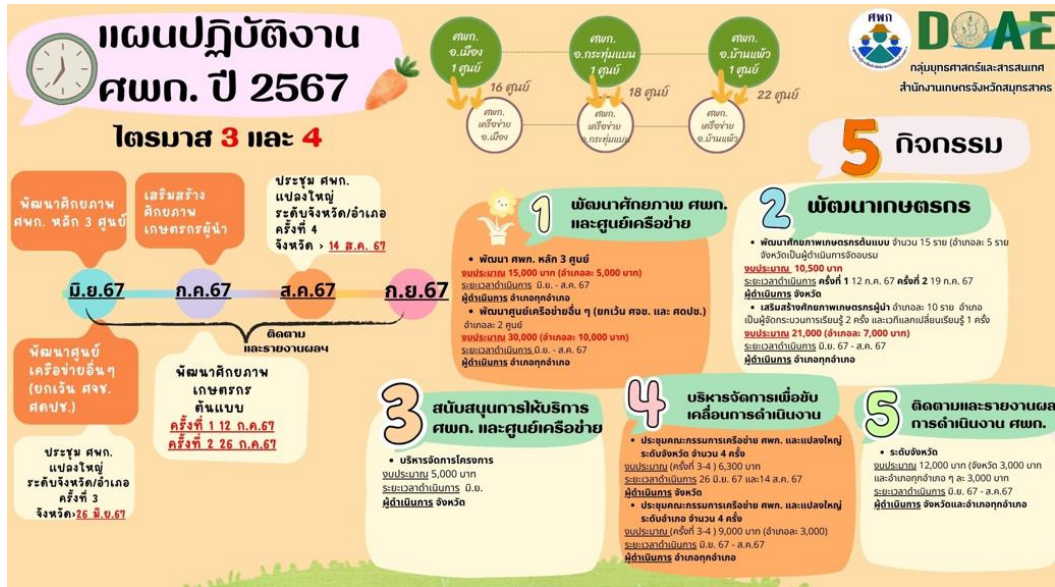 แผนปฏิบัติงาน
ศพก. ปี 2567
ไตรมาส 3 และ 4
ศพก.
อ.เมือง
1 ศูนย์
ศพก.
อ.กระทุ่มแบน
1 ศูนย์
ศพก.
อ.บ้านแพ้ว
1 ศูนย์
16 ศูนย์
18 ศูนย์
22 ศูนย์
ศพก.
เครือข่าย
อ.เมือง
ศพก.
เครือข่าย
อ.กระทุ่มแบน
ศพก.
เครือข่าย
อ.บ้านแพ้ว
ศพก
DOAE
กลุ่มยุทธศาสตร์และสารสนเทศ
สำนักงานเกษตรจังหวัดสมุทรสาคร
5 กิจกรรม
พัฒนาศักยภาพ
ศพก. หลัก 3 ศูนย์
เสริมสร้าง
ศักยภาพ
เกษตรกรผู้นำ
ประชุม ศพก.
แปลงใหญ่
ระดับจังหวัด/อำเภอ
ครั้งที่ 4
จังหวัด > 14 ส.ค. 67
มิ.ย.67
ก.ค.67
ส.ค.67
ก.ย.67
ติดตาม
และรายงานผลฯ
พัฒนาศูนย์
เครือข่ายอื่นๆ
(ยกเว้น ศจช.
ศดปช.)
พัฒนาศักยภาพ
เกษตรกร
ต้นแบบ
ครั้งที่ 1 12 ก.ค.67
ครั้งที่ 2 26 ก.ค.67
ประชุม ศพก.
แปลงใหญ่
ระดับจังหวัด/อำเภอ
ครั้งที่ 3
จังหวัด>26 มิ.ย.67
1 พัฒนาศักยภาพ ศพก.
และศูนย์เครือข่าย
• พัฒนา ศพก. หลัก 3 ศูนย์
งบประมาณ 15,000 บาท (อำเภอละ 5,000 บาท)
ระยะเวลาดำเนินการ มิ.ย. - ส.ค. 67
ผู้ดำเนินการ อำเภอทุกอำเภอ
• พัฒนาศูนย์เครือข่ายอื่น ๆ (ยกเว้น ศจช. และ ศดปช.)
อำเภอละ 2 ศูนย์
งบประมาณ 30,000 (อำเภอละ 10,000 บาท)
ระยะเวลาดำเนินการ มิ.ย. - ส.ค. 67
ผู้ดำเนินการ อำเภอทุกอำเภอ
2 พัฒนาเกษตรกร
• พัฒนาศักยภาพเกษตรกรต้นแบบ จำนวน 15 ราย (อำเภอละ 5 ราย
จังหวัดเป็นผู้ดำเนินการจัดอบรม
งบประมาณ 10,500 บาท
ระยะเวลาดำเนินการ ครั้งที่ 1 12 ก.ค. 67 ครั้งที่ 2 19 ก.ค. 67
ผู้ดำเนินการ จังหวัด
• เสริมสร้างศักยภาพเกษตรกรผู้นำ อำเภอละ 10 ราย อำเภอ
เป็นผู้จัดกระบวนการเรียนรู้ 2 ครั้ง และเวทีแลกเปลี่ยนเรียนรู้ 1 ครั้ง
งบประมาณ 21,000 (อำเภอละ 7,000 บาท)
ระยะเวลาดำเนินการ มิ.ย. 67 - ส.ค. 67
ผู้ดำเนินการ อำเภอทุกอำเภอ
3 สนับสนุนการให้บริการ
ศพก. และศูนย์เครือข่าย
• บริหารจัดการโครงการ
งบประมาณ 5,000 บาท
ระยะเวลาดำเนินการ มิ.ย.
ผู้ดำเนินการ จังหวัด
4 บริหารจัดการเพื่อขับ
เคลื่อนการดำเนินงาน
• ประชุมคณะกรรมการเครือข่าย ศพก. และแปลงใหญ่
ระดับจังหวัด จำนวน 4 ครั้ง
งบประมาณ (ครั้งที่ 3-4 ) 6,300 บาท
ระยะเวลาดำเนินการ 26 มิ.ย. 67 และ14 ส.ค. 67
ผู้ดำเนินการ จังหวัด
• ประชุมคณะกรรมการเครือข่าย ศพก. และแปลงใหญ่
ระดับอำเภอ จำนวน 4 ครั้ง
งบประมาณ (ครั้งที่ 3-4 ) 9,000 บาท (อำเภอละ 3,000)
ระยะเวลาดำเนินการ มิ.ย. 67 - ส.ค.67
ผู้ดำเนินการ อำเภอทุกอำเภอ
5 ติดตามและรายงานผล
การดำเนินงาน ศพก.
• ระดับจังหวัด
งบประมาณ 12,000 บาท (จังหวัด 3,000 บาท
และอำเภอทุกอำเภอ ๆ ละ 3,000 บาท
ระยะเวลาดำเนินการ มิ.ย. 67 - ส.ค.67
ผู้ดำเนินการ จังหวัดและอำเภอทุกอำเภอ